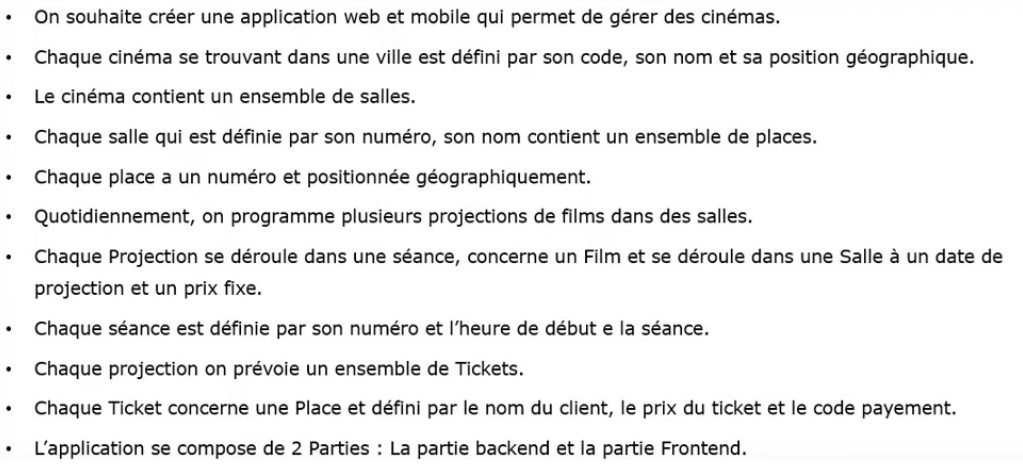 • On souhaite créer une application web et mobile qui permet de gérer des cinémas.
• Chaque cinéma se trouvant dans une ville est défini par son code, son nom et sa position géographique.
• Le cinéma contient un ensemble de salles.
• Chaque salle qui est définie par son numéro, son nom contient un ensemble de places.
• Chaque place a un numéro et positionnée géographiquement.
• Quotidiennement, on programme plusieurs projections de films dans des salles.
• Chaque Projection se déroule dans une séance, concerne un Film et se déroule dans une Salle à un date de
projection et un prix fixe.
• Chaque séance est définie par son numéro et l’heure de début e la séance.
• Chaque projection on prévoie un ensemble de Tickets.
• Chaque Ticket concerne une Place et défini par le nom du client, le prix du ticket et le code payement.
• L’application se compose de 2 Parties : La partie backend et la partie Frontend.